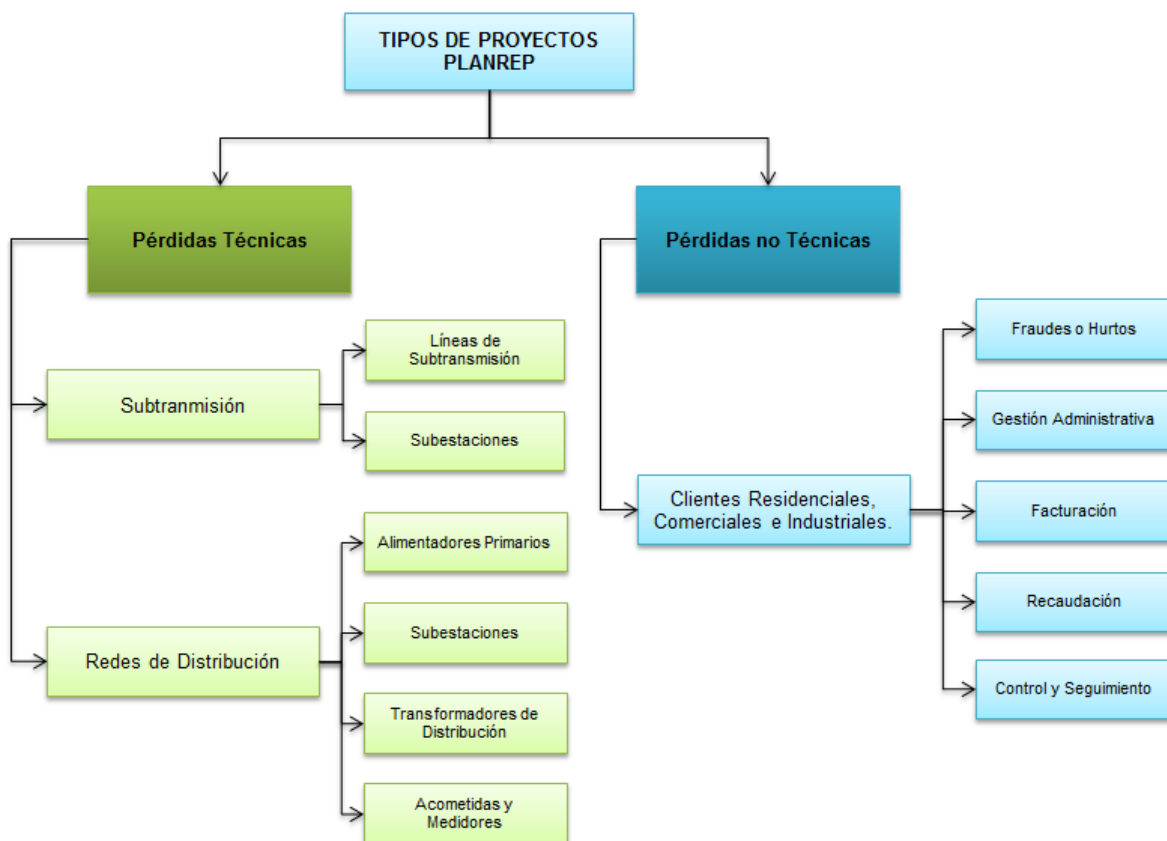 TIPOS DE PROYECTOS
PLANREP
Pérdidas Técnicas
Pérdidas no Técnicas
Subtranmisión
Líneas de
Subtransmisión
Subestaciones
Redes de Distribución
Alimentadores Primarios
Subestaciones
Transformadores de
Distribución
Acometidas y
Medidores
Clientes Residenciales,
Comerciales e Industriales.
Fraudes o Hurtos
Gestión Administrativa
Facturación
Recaudación
Control y Seguimiento